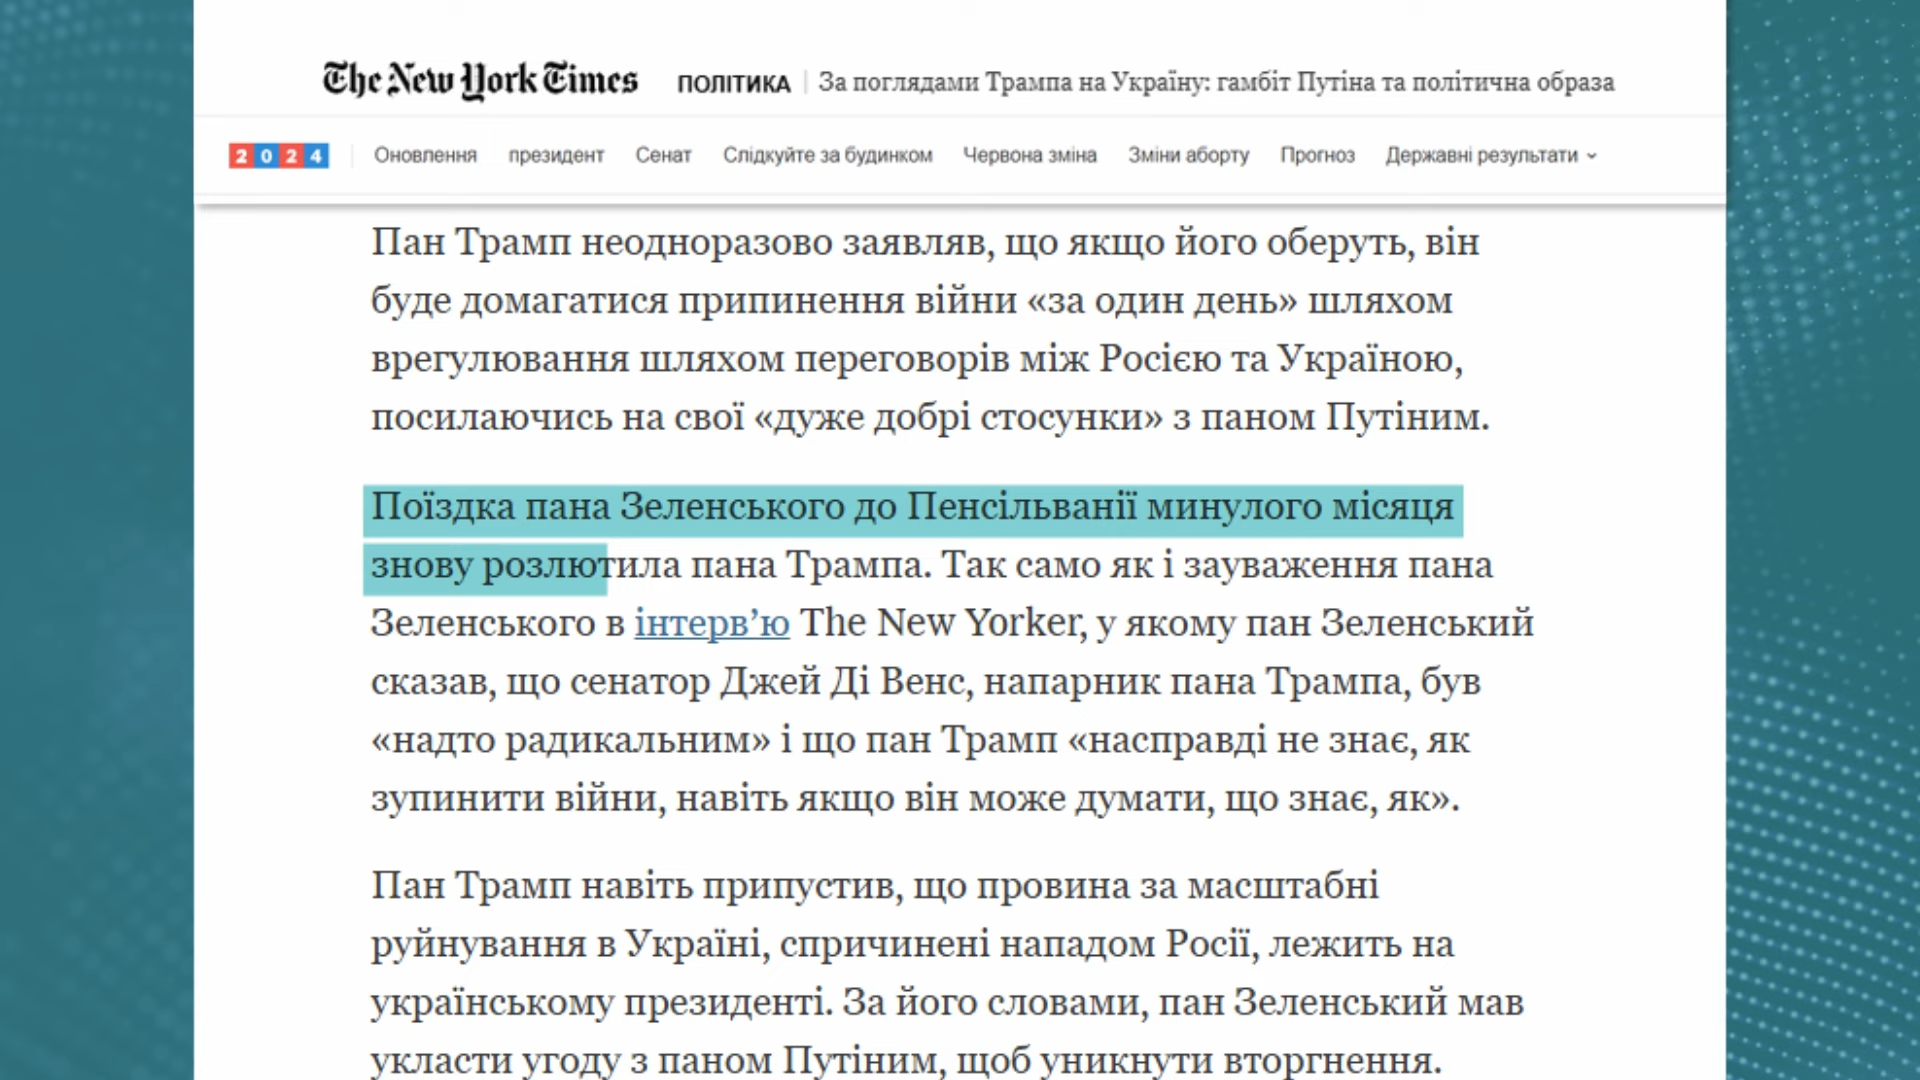 The New York Times ПОЛІТИКА | За поглядами Трампа на Україну: гамбіт Путіна та політична образа
2024 Оновлення президент Сенат Слідкуйте за будинком Червона зміна Зміни аборту Прогноз Державні результати
Пан Трамп неодноразово заявляв, що якщо його оберуть, він
буде домагатися припинення війни «за один день» шляхом
врегулювання шляхом переговорів між Росією та Україною,
посилаючись на свої «дуже добрі стосунки» з паном Путіним.
Поїздка пана Зеленського до Пенсільванії минулого місяця
знову розлютила пана Трампа. Так само як і зауваження пана
Зеленського в інтерв’ю The New Yorker, у якому пан Зеленський
сказав, що сенатор Джей Ді Венс, напарник пана Трампа, був
«надто радикальним» і що пан Трамп «насправді не знає, як
зупинити війни, навіть якщо він може думати, що знає, як».
Пан Трамп навіть припустив, що провина за масштабні
руйнування в Україні, спричинені нападом Росії, лежить на
українському президенті. За його словами, пан Зеленський мав
укласти угоду з паном Путіним, щоб уникнути вторгнення.